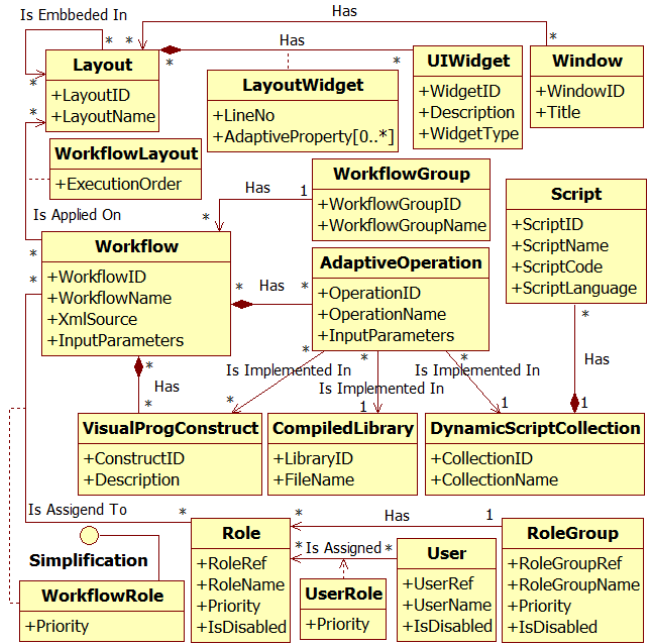 Is Embbeded In
Has
*
*
*
Layout
+LayoutID
+LayoutName
*
*
Has
*
*
UIWidget
+WidgetID
+Description
+WidgetType
Window
+WindowID
+Title
LayoutWidget
+LineNo
+AdaptiveProperty[0..*]
WorkflowLayout
+ExecutionOrder
Is Applied On
*
*
Has
1
*
WorkflowGroup
+WorkflowGroupID
+WorkflowGroupName
Script
+ScriptID
+ScriptName
+ScriptCode
+ScriptLanguage
Workflow
+WorkflowID
+WorkflowName
+XmlSource
+InputParameters
*
Has
*
AdaptiveOperation
+OperationID
+OperationName
+InputParameters
*
Has
*
*
Is Implemented In
*
*
Is Implemented In
1
*
Is Implemented In
1
*
Has
1
VisualProgConstruct
+ConstructID
+Description
CompiledLibrary
+LibraryID
+FileName
DynamicScriptCollection
+CollectionID
+CollectionName
Is Assigend To
*
Role
+RoleRef
+RoleName
+Priority
+IsDisabled
*
Has
1
RoleGroup
+RoleGroupRef
+RoleGroupName
+Priority
+IsDisabled
*
Is Assigned
*
User
+UserRef
+UserName
+IsDisabled
Simplification
WorkflowRole
+Priority
UserRole
+Priority